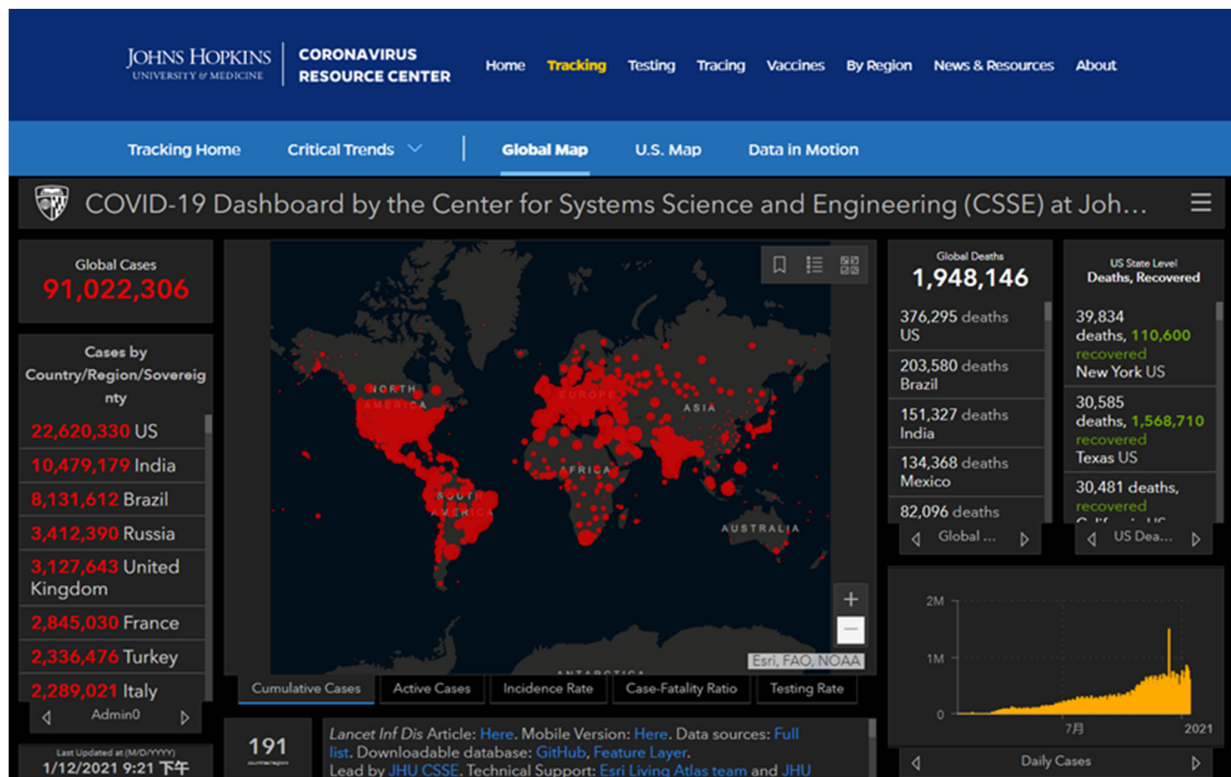 JOHNS HOPKINS
UNIVERSITY & MEDICINE
CORONAVIRUS
RESOURCE CENTER
Home Tracking Testing Tracing Vaccines By Region News & Resources About
Tracking Home Critical Trends Global Map U.S. Map Data in Motion
COVID-19 Dashboard by the Center for Systems Science and Engineering (CSSE) at Joh...
Global Cases
91,022,306
Cases by
Country/Region/Sovereig
nty
22,620,330 US
10,479,179 India
8,131,612 Brazil
3,412,390 Russia
3,127,643 United
Kingdom
2,845,030 France
2,336,476 Turkey
2,289,021 Italy
Admin0
Last Updated at (M/D/YYYY)
1/12/2021 9:21 下午
NORTH
AMERICA
EUROPE
ASIA
AFRICA
SOUTH
AMERICA
AUSTRALIA
ANTARCTICA
Esri, FAO, NOAA
Cumulative Cases Active Cases Incidence Rate Case-Fatality Ratio Testing Rate
191
countries/regions
Lancet Inf Dis Article: Here. Mobile Version: Here. Data sources: Full
list. Downloadable database: GitHub, Feature Layer.
Lead by JHU CSSE. Technical Support: Esri Living Atlas team and JHU
Global Deaths
1,948,146
376,295 deaths
US
203,580 deaths
Brazil
151,327 deaths
India
134,368 deaths
Mexico
82,096 deaths
Global ...
US State Level
Deaths, Recovered
39,834
deaths, 110,600
recovered
New York US
30,585
deaths, 1,568,710
recovered
Texas US
30,481 deaths,
recovered
California US
US Dea...
2M
1M
0
7月 2021
Daily Cases